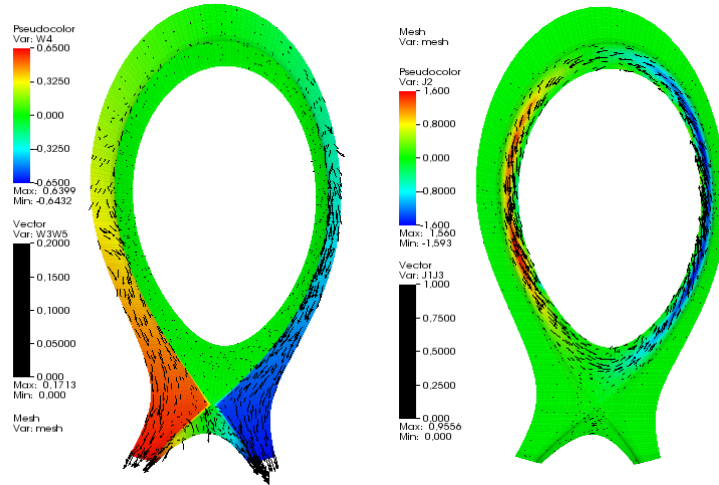 Pseudocolor
Var: W4
0,6500
0,3250
0,000
-0,3250
-0,6500
Max: 0,6399
Min: -0,6432
Vector
Var: W3W5
0,2000
0,1500
0,1000
0,05000
0,000
Max: 0,1713
Min: 0,000
Mesh
Var: mesh
Mesh
Var: mesh
Pseudocolor
Var: J2
1,600
0,8000
0,000
-0,8000
-1,600
Max: 1,560
Min: -1,593
Vector
Var: J1J3
1,000
0,7500
0,5000
0,2500
0,000
Max: 0,9556
Min: 0,000